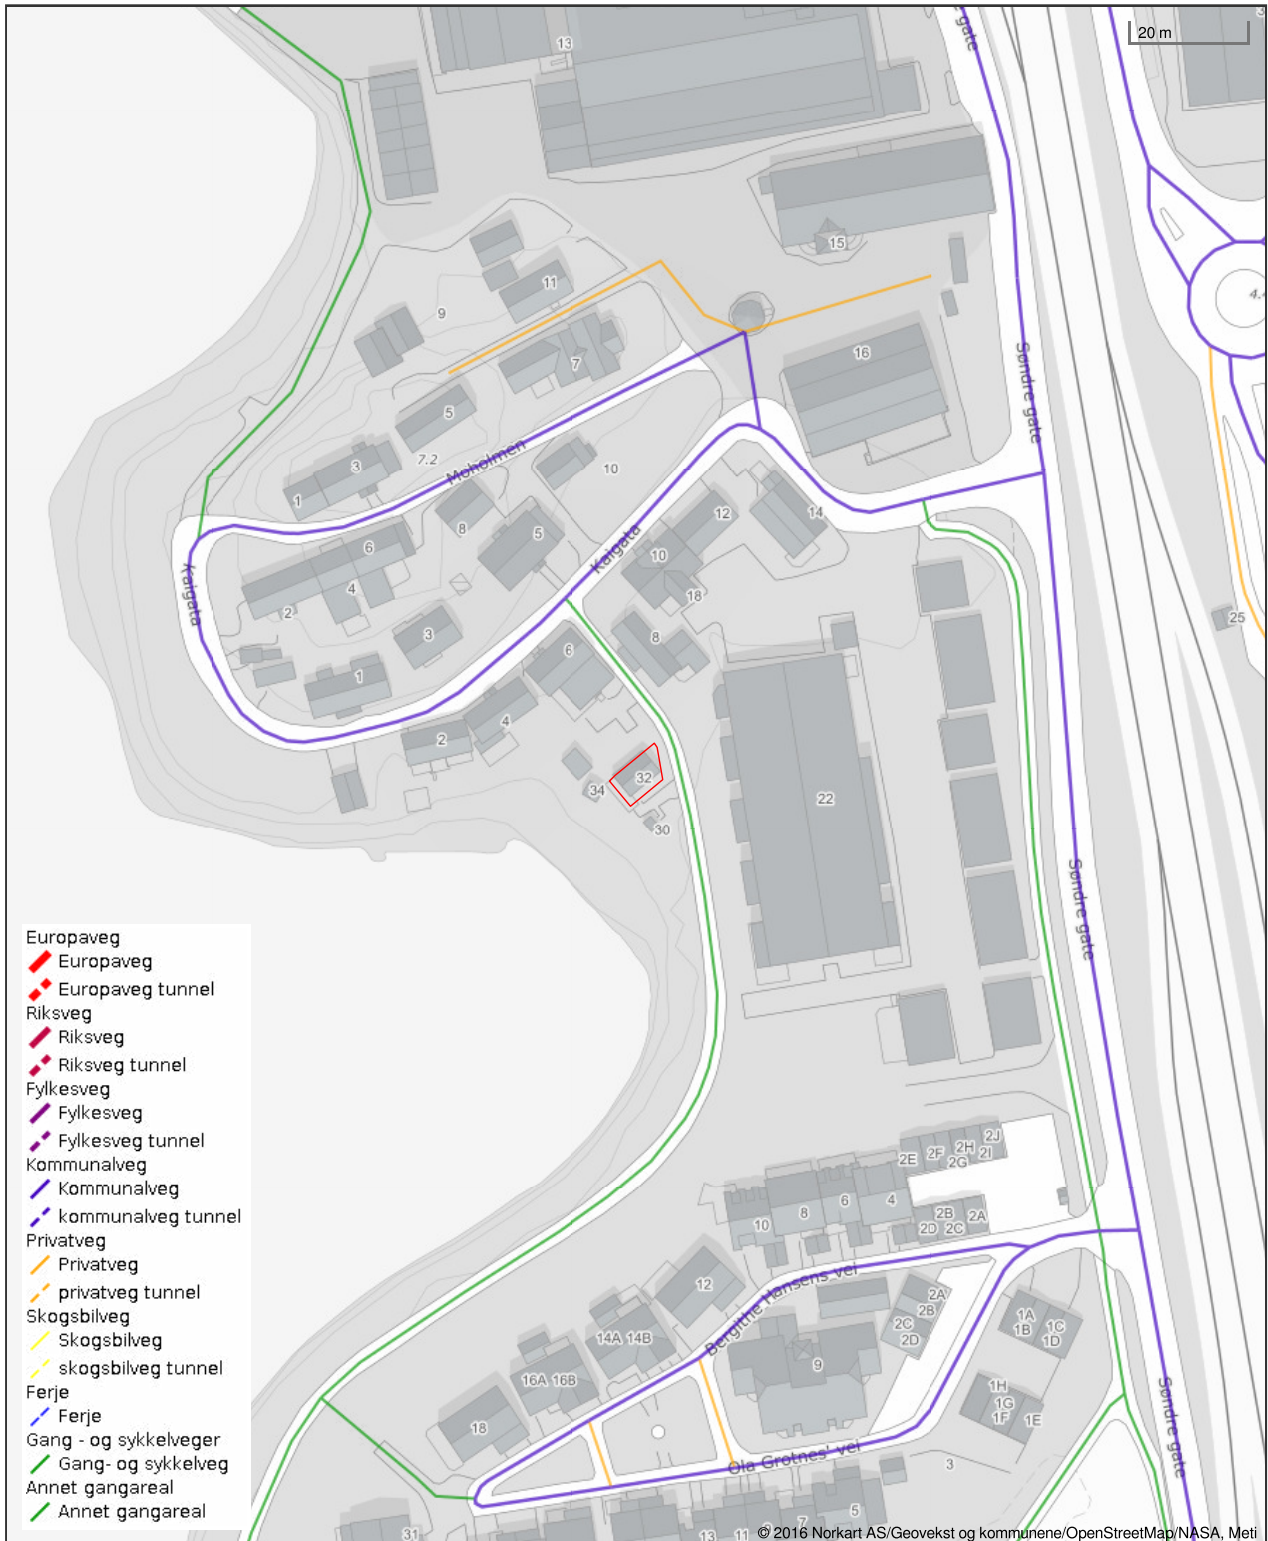 20 m
e gate
13
15
11
9
7
16
4.
Søndre gate
5
7.2
Moholmen
3
10
1
8
5
12
14
6
Kaigata
10
Kaigata
4
2
18
25
3
8
6
1
4
2
32
34
22
30
Søndre gate
Europaveg
Europaveg
Europaveg tunnel
Riksveg
Riksveg
Riksveg tunnel
Fylkesveg
Fylkesveg
Fylkesveg tunnel
Kommunalveg
Kommunalveg
kommunalveg tunnel
Privatveg
Privatveg
privatveg tunnel
Skogsbilveg
Skogsbilveg
skogsbilveg tunnel
Ferje
Ferje
Gang - og sykkelveger
Gang- og sykkelveg
Annet gangareal
Annet gangareal
2J
2H
2F
2I
2E
2G
6
4
8
10
2B
2A
2D
2C
Bergithe Hansens vei
12
2A
2B
2C
2D
14A 14B
1A
1C
1B
1D
9
16A 16B
1H
1G
1F
1E
18
Søndre gate
Ola Grotnes' vei
3
5
7
31
13
11
© 2016 Norkart AS/Geovekst og kommunene/OpenStreetMap/NASA, Meti